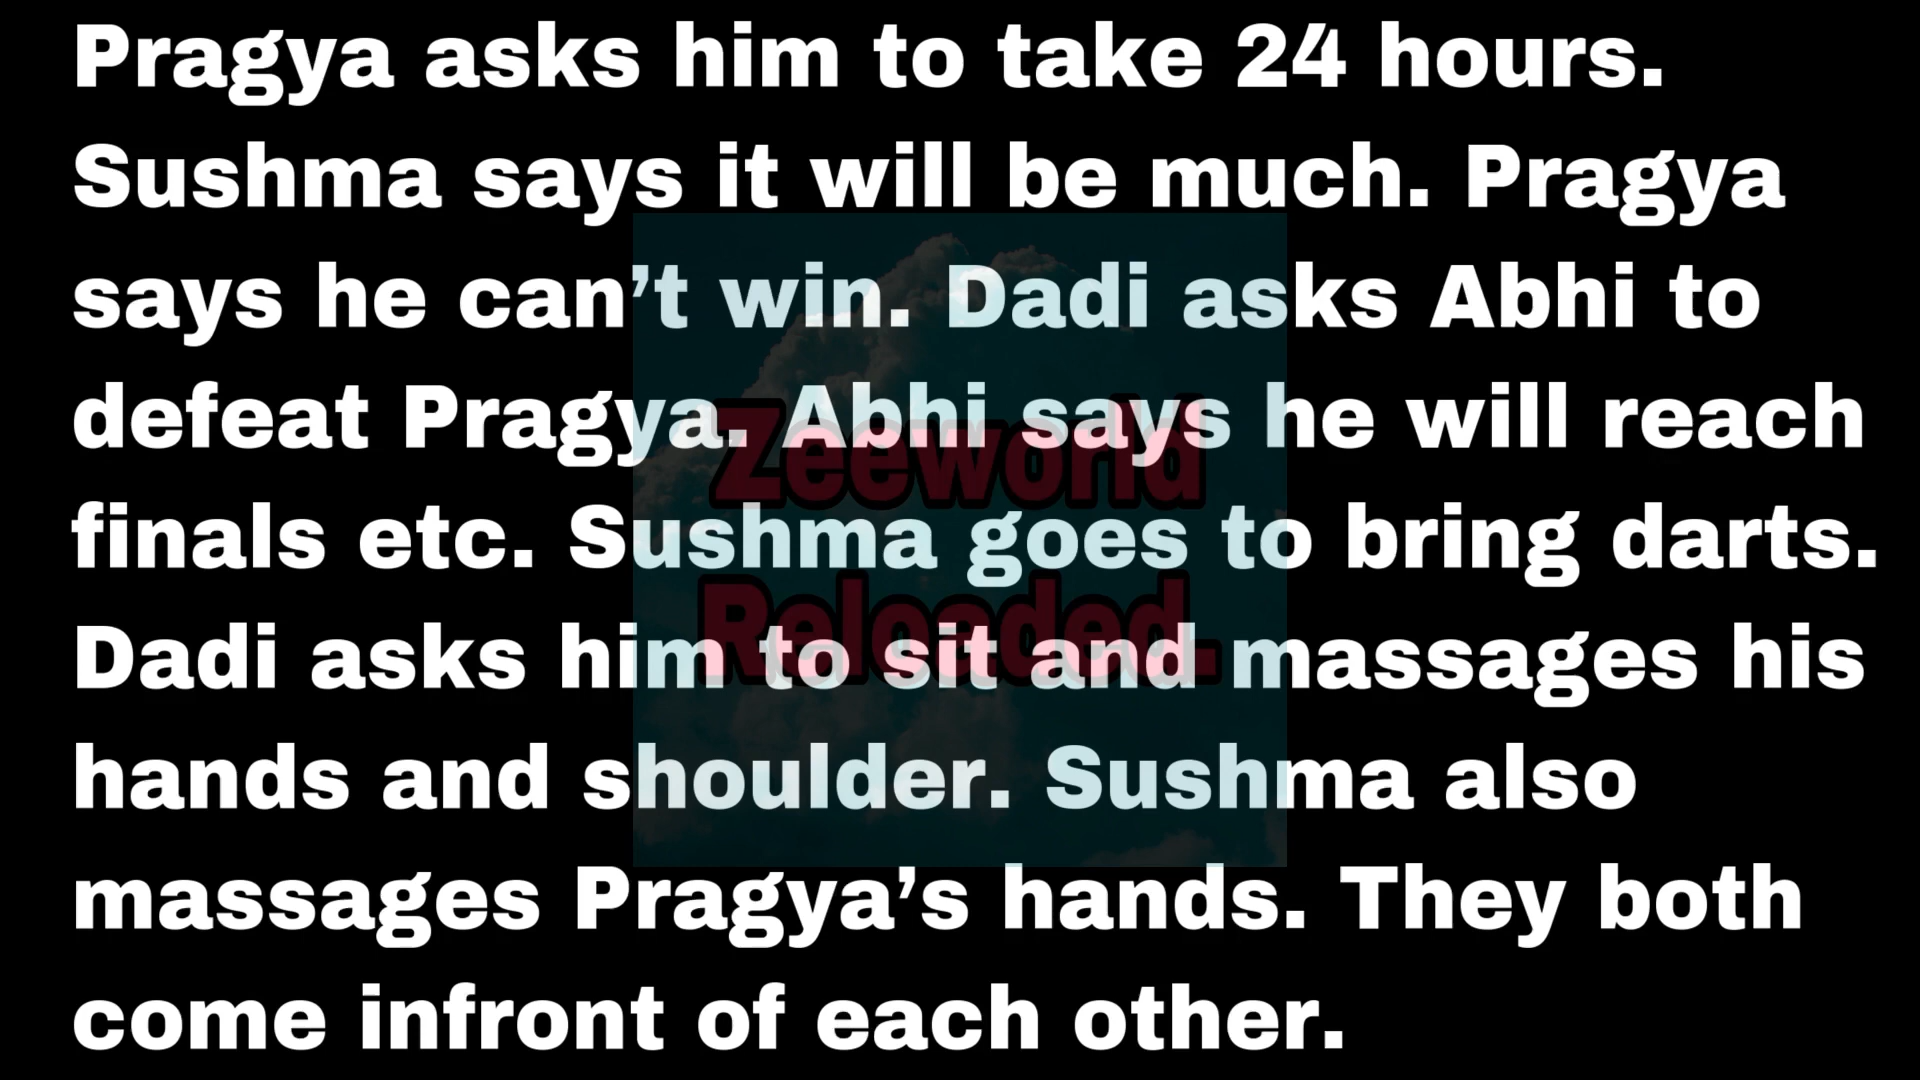 Pragya asks him to take 24 hours.
Sushma says it will be much. Pragya
says he can’t win. Dadi asks Abhi to
defeat Pragya. Abhi says he will reach
finals etc. Sushma goes to bring darts.
Dadi asks him to sit and massages his
hands and shoulder. Sushma also
massages Pragya’s hands. They both
come infront of each other.
Zeeworld
Reloaded.